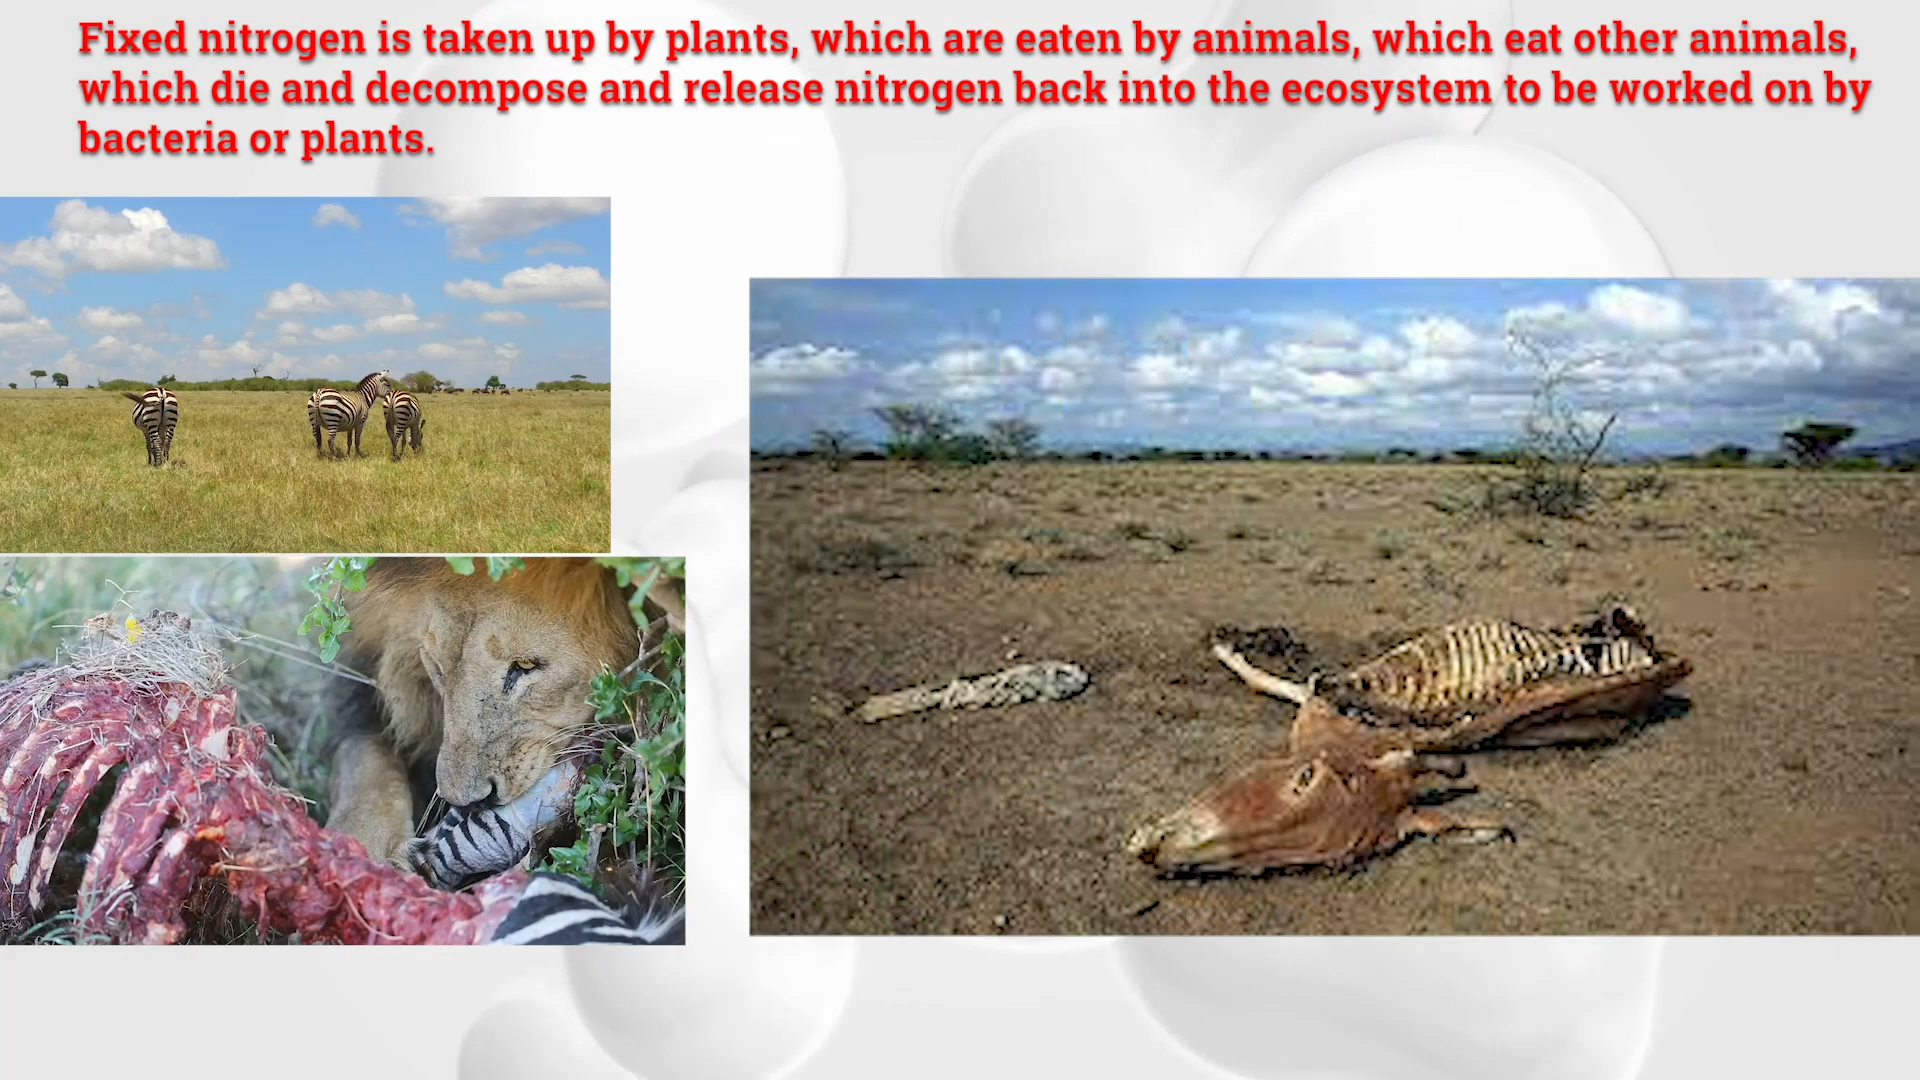 Fixed nitrogen is taken up by plants, which are eaten by animals, which eat other animals,
which die and decompose and release nitrogen back into the ecosystem to be worked on by
bacteria or plants.